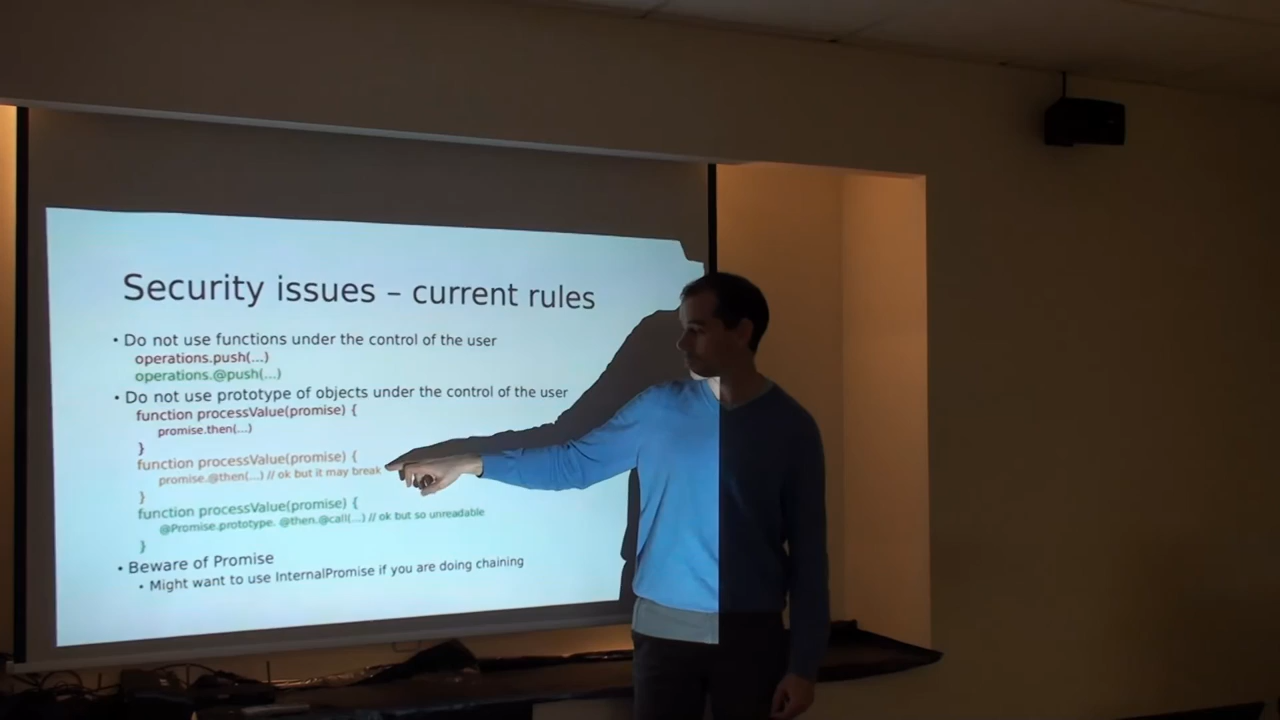 Security issues – current rules
• Do not use functions under the control of the user
operations.push(...)
operations.@push(...)
• Do not use prototype of objects under the control of the user
function processValue(promise) {
promise.then(...)
}
function processValue(promise) {
promise.@then(...) // ok but it may break
}
function processValue(promise) {
@Promise.prototype. @then.@call(...) // ok but so unreadable
}
• Beware of Promise
• Might want to use InternalPromise if you are doing chaining